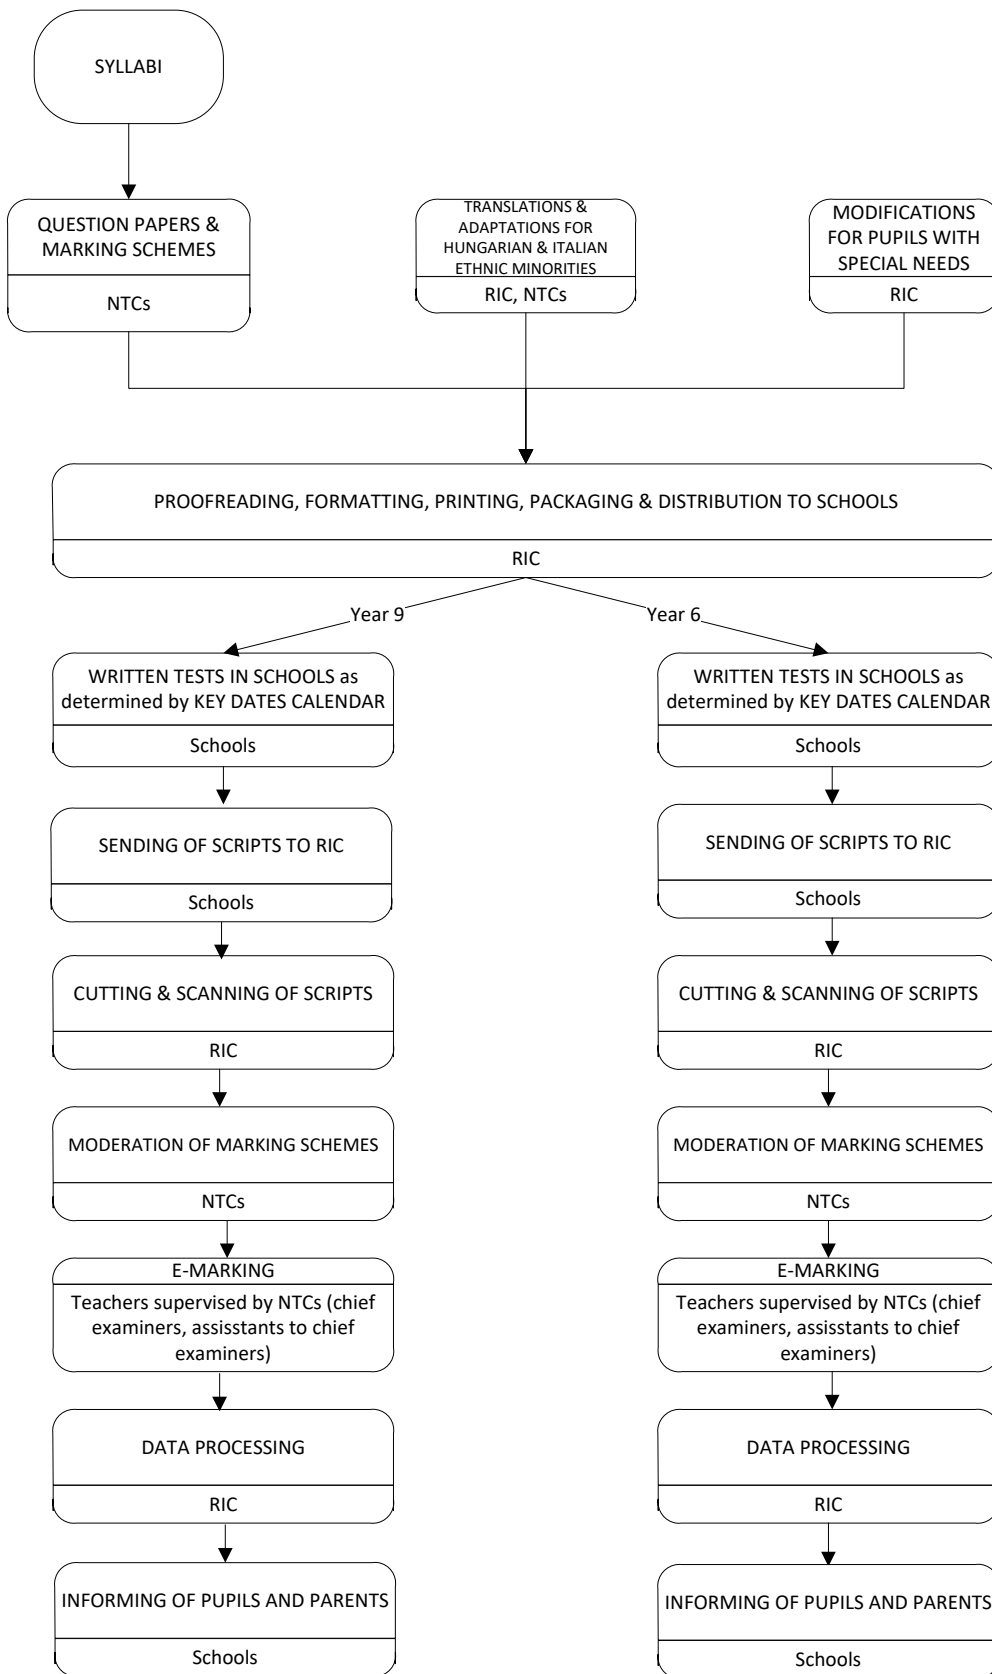 SYLLABI
QUESTION PAPERS &
MARKING SCHEMES
NTCs
TRANSLATIONS &
ADAPTATIONS FOR
HUNGARIAN & ITALIAN
ETHNIC MINORITIES
RIC, NTCs
MODIFICATIONS
FOR PUPILS WITH
SPECIAL NEEDS
RIC
PROOFREADING, FORMATTING, PRINTING, PACKAGING & DISTRIBUTION TO SCHOOLS
RIC
Year 9
Year 6
WRITTEN TESTS IN SCHOOLS as
determined by KEY DATES CALENDAR
Schools
SENDING OF SCRIPTS TO RIC
Schools
CUTTING & SCANNING OF SCRIPTS
RIC
MODERATION OF MARKING SCHEMES
NTCs
E-MARKING
Teachers supervised by NTCs (chief
examiners, assisstants to chief
examiners)
DATA PROCESSING
RIC
INFORMING OF PUPILS AND PARENTS
Schools
WRITTEN TESTS IN SCHOOLS as
determined by KEY DATES CALENDAR
Schools
SENDING OF SCRIPTS TO RIC
Schools
CUTTING & SCANNING OF SCRIPTS
RIC
MODERATION OF MARKING SCHEMES
NTCs
E-MARKING
Teachers supervised by NTCs (chief
examiners, assisstants to chief
examiners)
DATA PROCESSING
RIC
INFORMING OF PUPILS AND PARENTS
Schools